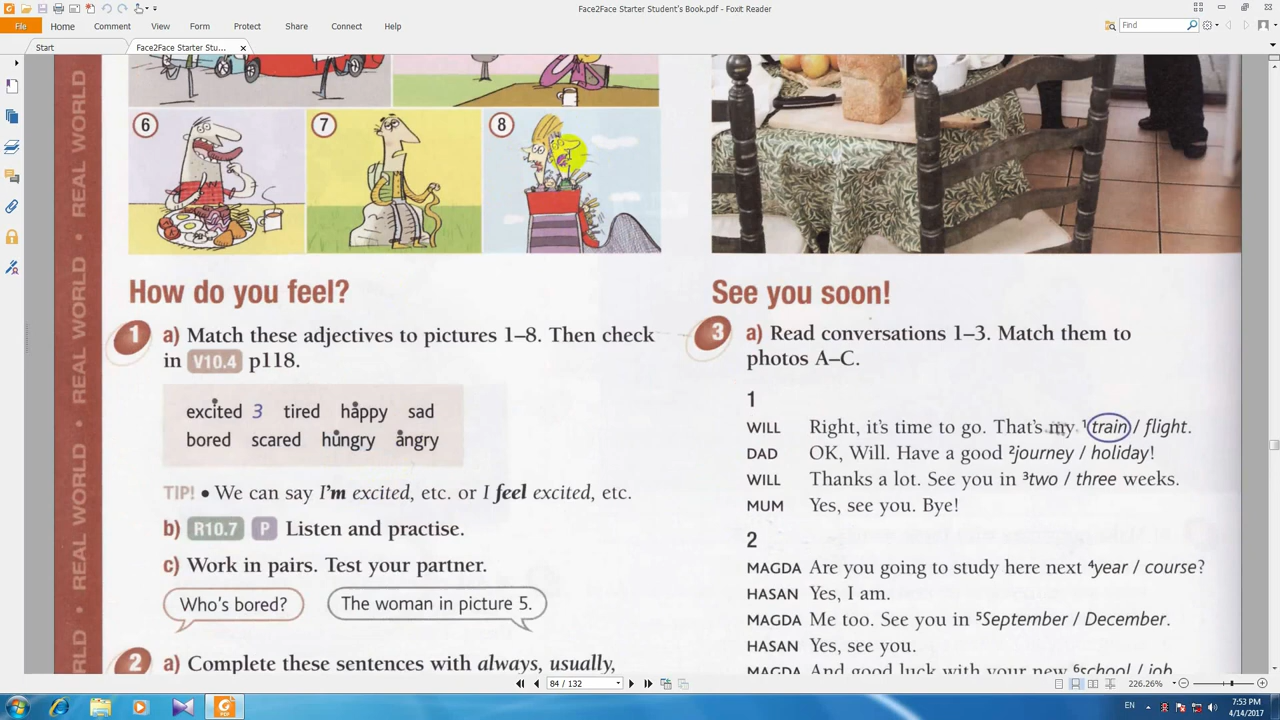 Face2Face Starter Student's Book.pdf - Foxit Reader
File Home Comment View Form Protect Share Connect Help
Find
Start
Face2Face Starter Stu...
REAL WORLD • REAL WORLD • REAL WORLD • REAL WORLD
6
7
8
How do you feel?
1 a) Match these adjectives to pictures 1–8. Then check
in V10.4 p118.
excited 3 tired happy sad
bored scared hungry angry
TIP! • We can say I'm excited, etc. or I feel excited, etc.
b) R10.7 P Listen and practise.
c) Work in pairs. Test your partner.
Who's bored?
The woman in picture 5.
2 a) Complete these sentences with always, usually,
See you soon!
3 a) Read conversations 1–3. Match them to
photos A–C.
1
WILL Right, it's time to go. That's my ¹train / flight.
DAD OK, Will. Have a good ²journey / holiday!
WILL Thanks a lot. See you in ³two / three weeks.
MUM Yes, see you. Bye!
2
MAGDA Are you going to study here next ⁴year / course?
HASAN Yes, I am.
MAGDA Me too. See you in ⁵September / December.
HASAN Yes, see you.
MAGDA And good luck with your new ⁶school / job.
84 / 132
226.26%
EN
7:53 PM
4/14/2017